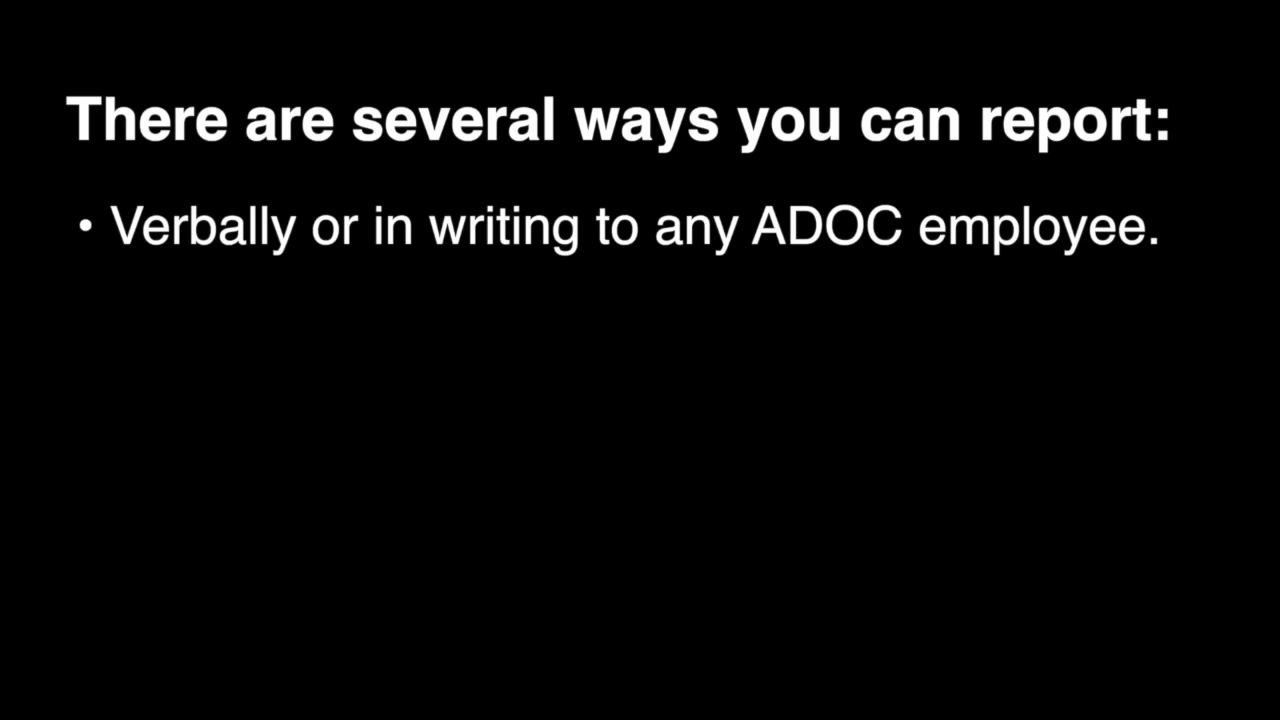 There are several ways you can report:
• Verbally or in writing to any ADOC employee.